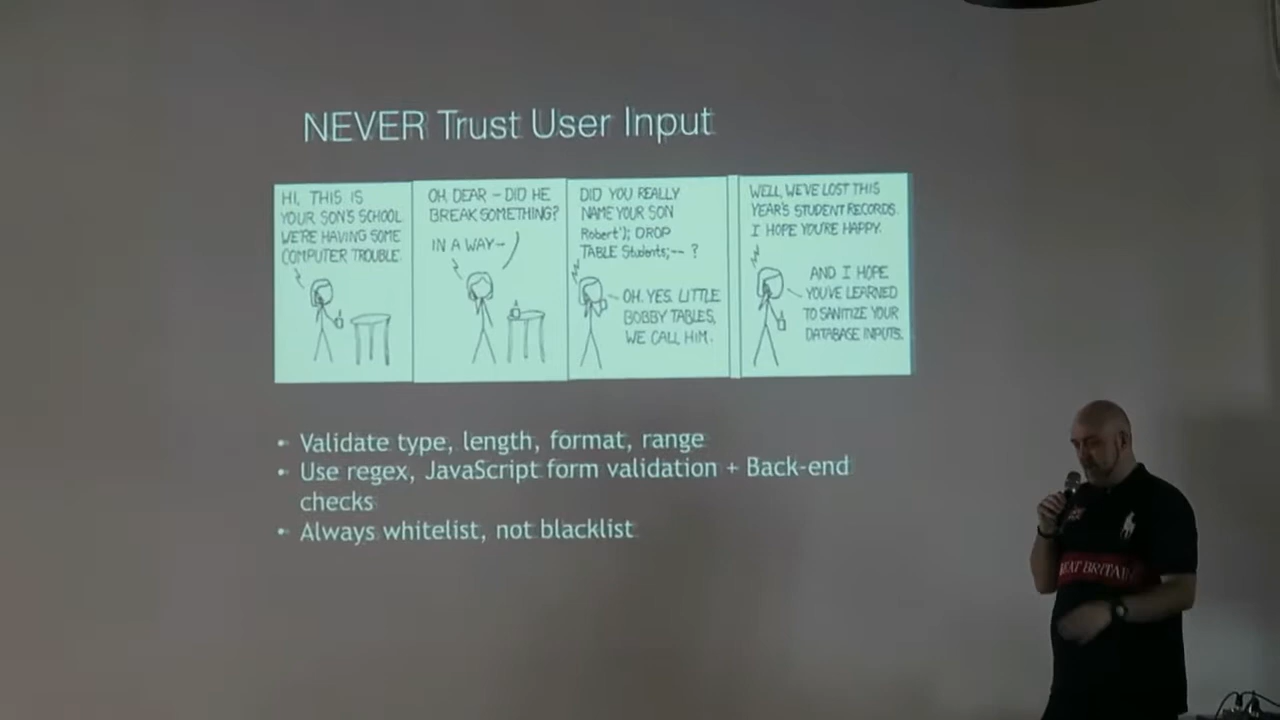 NEVER Trust User Input
HI, THIS IS
YOUR SON'S SCHOOL.
WE'RE HAVING SOME
COMPUTER TROUBLE.
OH, DEAR – DID HE
BREAK SOMETHING?
IN A WAY–
DID YOU REALLY
NAME YOUR SON
Robert'); DROP
TABLE Students;-- ?
OH. YES. LITTLE
BOBBY TABLES,
WE CALL HIM.
WELL, WE'VE LOST THIS
YEAR'S STUDENT RECORDS.
I HOPE YOU'RE HAPPY.
AND I HOPE
YOU'VE LEARNED
TO SANITIZE YOUR
DATABASE INPUTS.
• Validate type, length, format, range
• Use regex, JavaScript form validation + Back-end
checks
• Always whitelist, not blacklist
EAT BRITAI